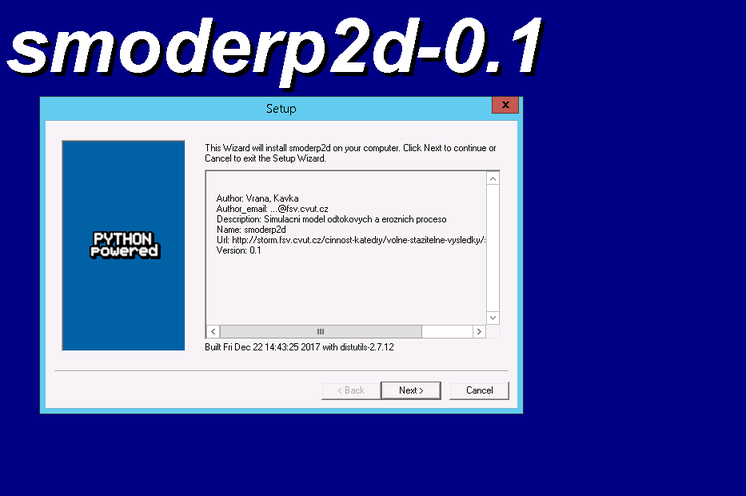 smoderp2d-0.1
Setup
x
This Wizard will install smoderp2d on your computer. Click Next to continue or
Cancel to exit the Setup Wizard.
Author: Vrana, Kavka
Author_email: ...@fsv.cvut.cz
Description: Simulacni model odtokovych a eroznich proceso
Name: smoderp2d
Url: http://storm.fsv.cvut.cz/cinnost-katedry/volne-stazitelne-vysledky/
Version: 0.1
PYTHON
powered
Built Fri Dec 22 14:43:25 2017 with distutils-2.7.12
< Back
Next >
Cancel